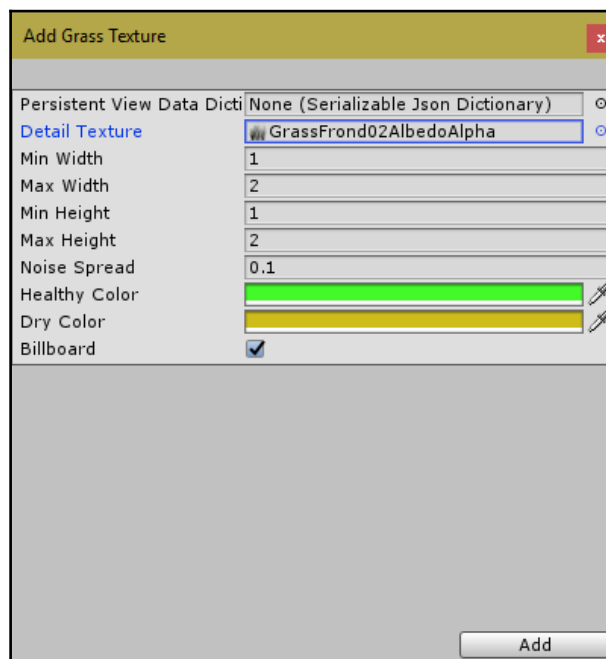 Add Grass Texture
x
Persistent View Data Dicti None (Serializable Json Dictionary)
Detail Texture GrassFrond02AlbedoAlpha
Min Width 1
Max Width 2
Min Height 1
Max Height 2
Noise Spread 0.1
Healthy Color
Dry Color
Billboard
Add